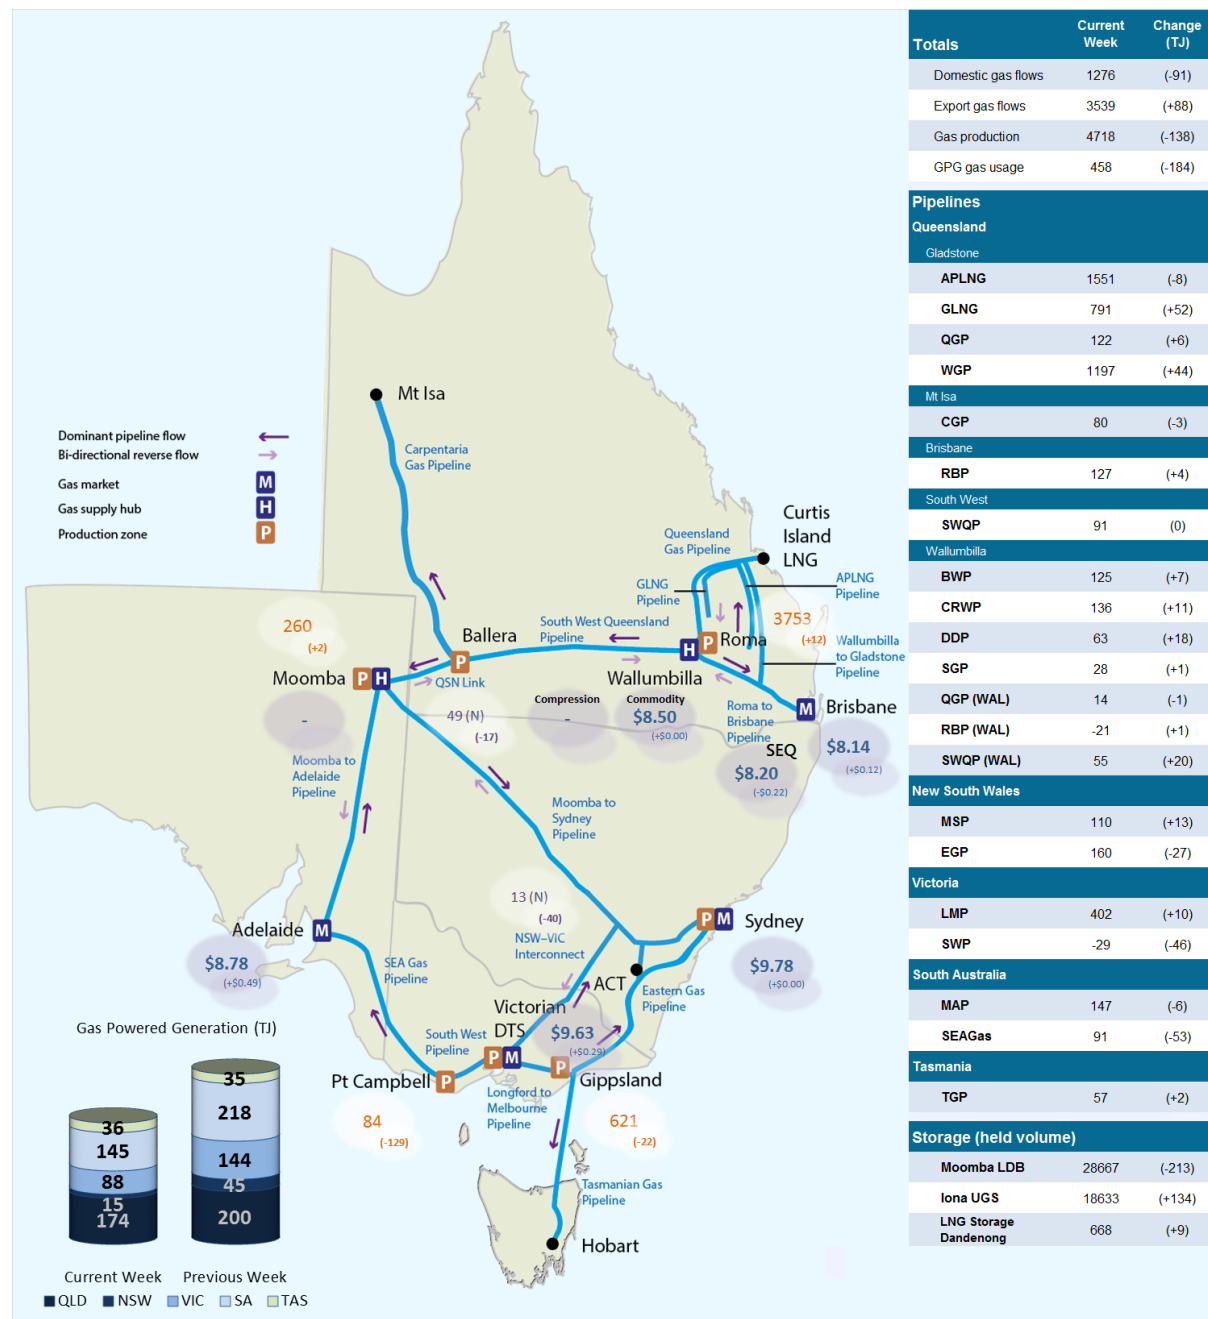 Mt Isa
Dominant pipeline flow
Bi-directional reverse flow
Gas market M
Gas supply hub H
Production zone P
Carpentaria
Gas Pipeline
Curtis
Island
LNG
Queensland
Gas Pipeline
GLNG
Pipeline
APLNG
Pipeline
3753
(+12)
Wallumbilla
to Gladstone
Pipeline
South West Queensland
Pipeline
H P Roma
Wallumbilla
260
(+2)
Ballera
P
QSN Link
Moomba P H
-
49 (N)
(-17)
Compression
-
Commodity
$8.50
(+$0.00)
Roma to
Brisbane
Pipeline
M Brisbane
$8.14
(+$0.12)
SEQ
$8.20
(-$0.22)
Moomba to
Adelaide
Pipeline
Moomba to
Sydney
Pipeline
13 (N)
(-40)
NSW-VIC
Interconnect
P M Sydney
$9.78
(+$0.00)
Adelaide M
$8.78
(+$0.49)
SEA Gas
Pipeline
ACT
Eastern Gas
Pipeline
Victorian
DTS
$9.63
(+$0.29)
South West
Pipeline
P M
P
Gippsland
621
(-22)
Pt Campbell P
84
(-129)
Longford to
Melbourne
Pipeline
Tasmanian Gas
Pipeline
Hobart
Gas Powered Generation (TJ)
36
145
88
15
174
35
218
144
45
200
Current Week Previous Week
QLD NSW VIC SA TAS
Totals Current Week Change (TJ)
Domestic gas flows 1276 (-91)
Export gas flows 3539 (+88)
Gas production 4718 (-138)
GPG gas usage 458 (-184)
Pipelines
Queensland
Gladstone
APLNG 1551 (-8)
GLNG 791 (+52)
QGP 122 (+6)
WGP 1197 (+44)
Mt Isa
CGP 80 (-3)
Brisbane
RBP 127 (+4)
South West
SWQP 91 (0)
Wallumbilla
BWP 125 (+7)
CRWP 136 (+11)
DDP 63 (+18)
SGP 28 (+1)
QGP (WAL) 14 (-1)
RBP (WAL) -21 (+1)
SWQP (WAL) 55 (+20)
New South Wales
MSP 110 (+13)
EGP 160 (-27)
Victoria
LMP 402 (+10)
SWP -29 (-46)
South Australia
MAP 147 (-6)
SEAGas 91 (-53)
Tasmania
TGP 57 (+2)
Storage (held volume)
Moomba LDB 28667 (-213)
Iona UGS 18633 (+134)
LNG Storage
Dandenong 668 (+9)